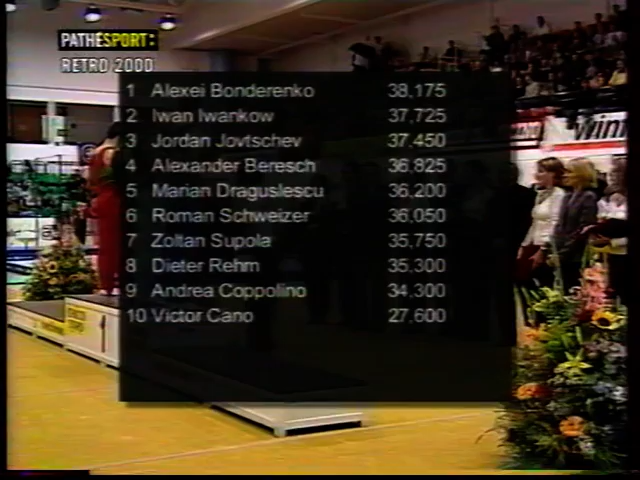 PATHÉSPORT:
RETRO 2000
1 Alexei Bonderenko 38,175
2 Iwan Iwankow 37,725
3 Jordan Jovtschev 37,450
4 Alexander Beresch 36,825
5 Marian Draguslescu 36,200
6 Roman Schweizer 36,050
7 Zoltan Supola 35,750
8 Dieter Rehm 35,300
9 Andrea Coppolino 34,300
10 Victor Cano 27,600